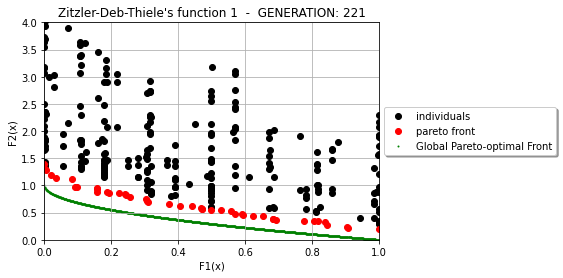 Zitzler-Deb-Thiele's function 1 - GENERATION: 221
4.0
3.5
3.0
2.5
2.0
1.5
1.0
0.5
0.0
F2(x)
0.0 0.2 0.4 0.6 0.8 1.0
F1(x)
individuals
pareto front
Global Pareto-optimal Front